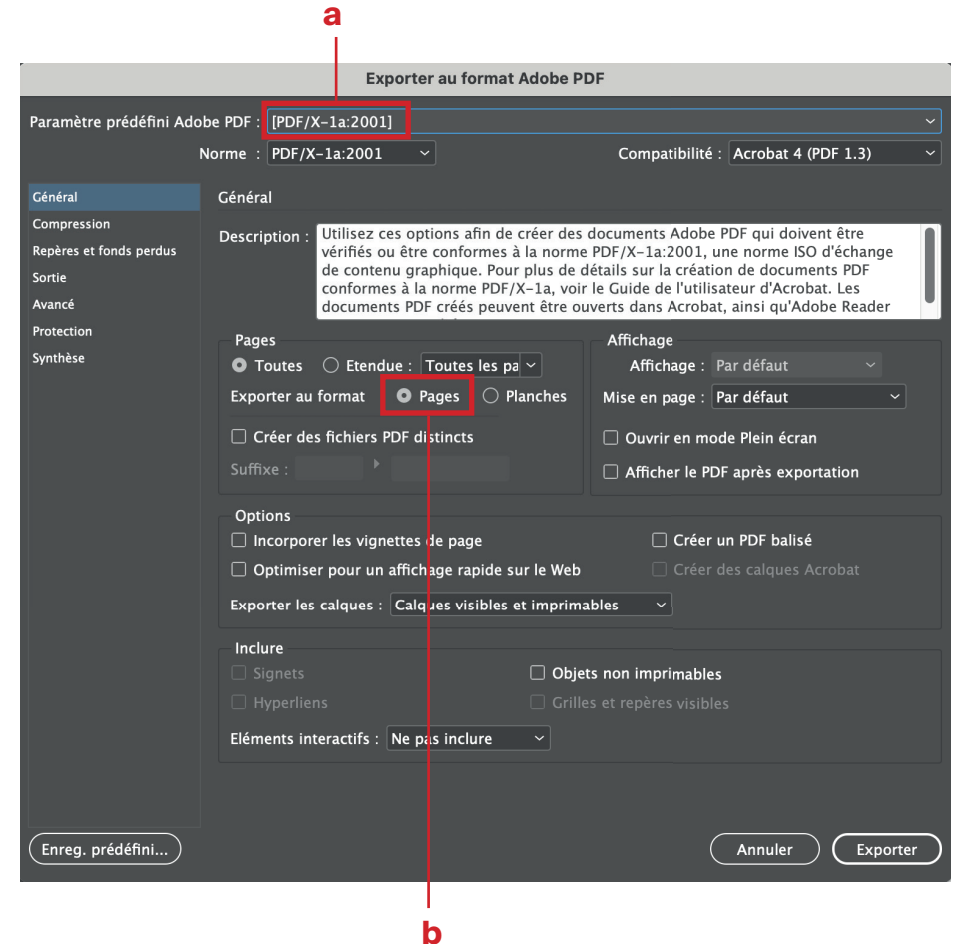 a
Exporter au format Adobe PDF
Paramètre prédéfini Adobe PDF : [PDF/X-1a:2001]
Norme : PDF/X-1a:2001 Compatibilité : Acrobat 4 (PDF 1.3)
Général
Compression
Repères et fonds perdus
Sortie
Avancé
Protection
Synthèse
Général
Description : Utilisez ces options afin de créer des documents Adobe PDF qui doivent être
vérifiés ou être conformes à la norme PDF/X-1a:2001, une norme ISO d'échange
de contenu graphique. Pour plus de détails sur la création de documents PDF
conformes à la norme PDF/X-1a, voir le Guide de l'utilisateur d'Acrobat. Les
documents PDF créés peuvent être ouverts dans Acrobat, ainsi qu'Adobe Reader
Pages
Toutes Etendue : Toutes les pa
Exporter au format Pages Planches
Créer des fichiers PDF distincts
Suffixe :
Affichage
Affichage : Par défaut
Mise en page : Par défaut
Ouvrir en mode Plein écran
Afficher le PDF après exportation
Options
Incorporer les vignettes de page Créer un PDF balisé
Optimiser pour un affichage rapide sur le Web Créer des calques Acrobat
Exporter les calques : Calques visibles et imprimables
Inclure
Signets Objets non imprimables
Hyperliens Grilles et repères visibles
Eléments interactifs : Ne pas inclure
Enreg. prédéfini... Annuler Exporter
b